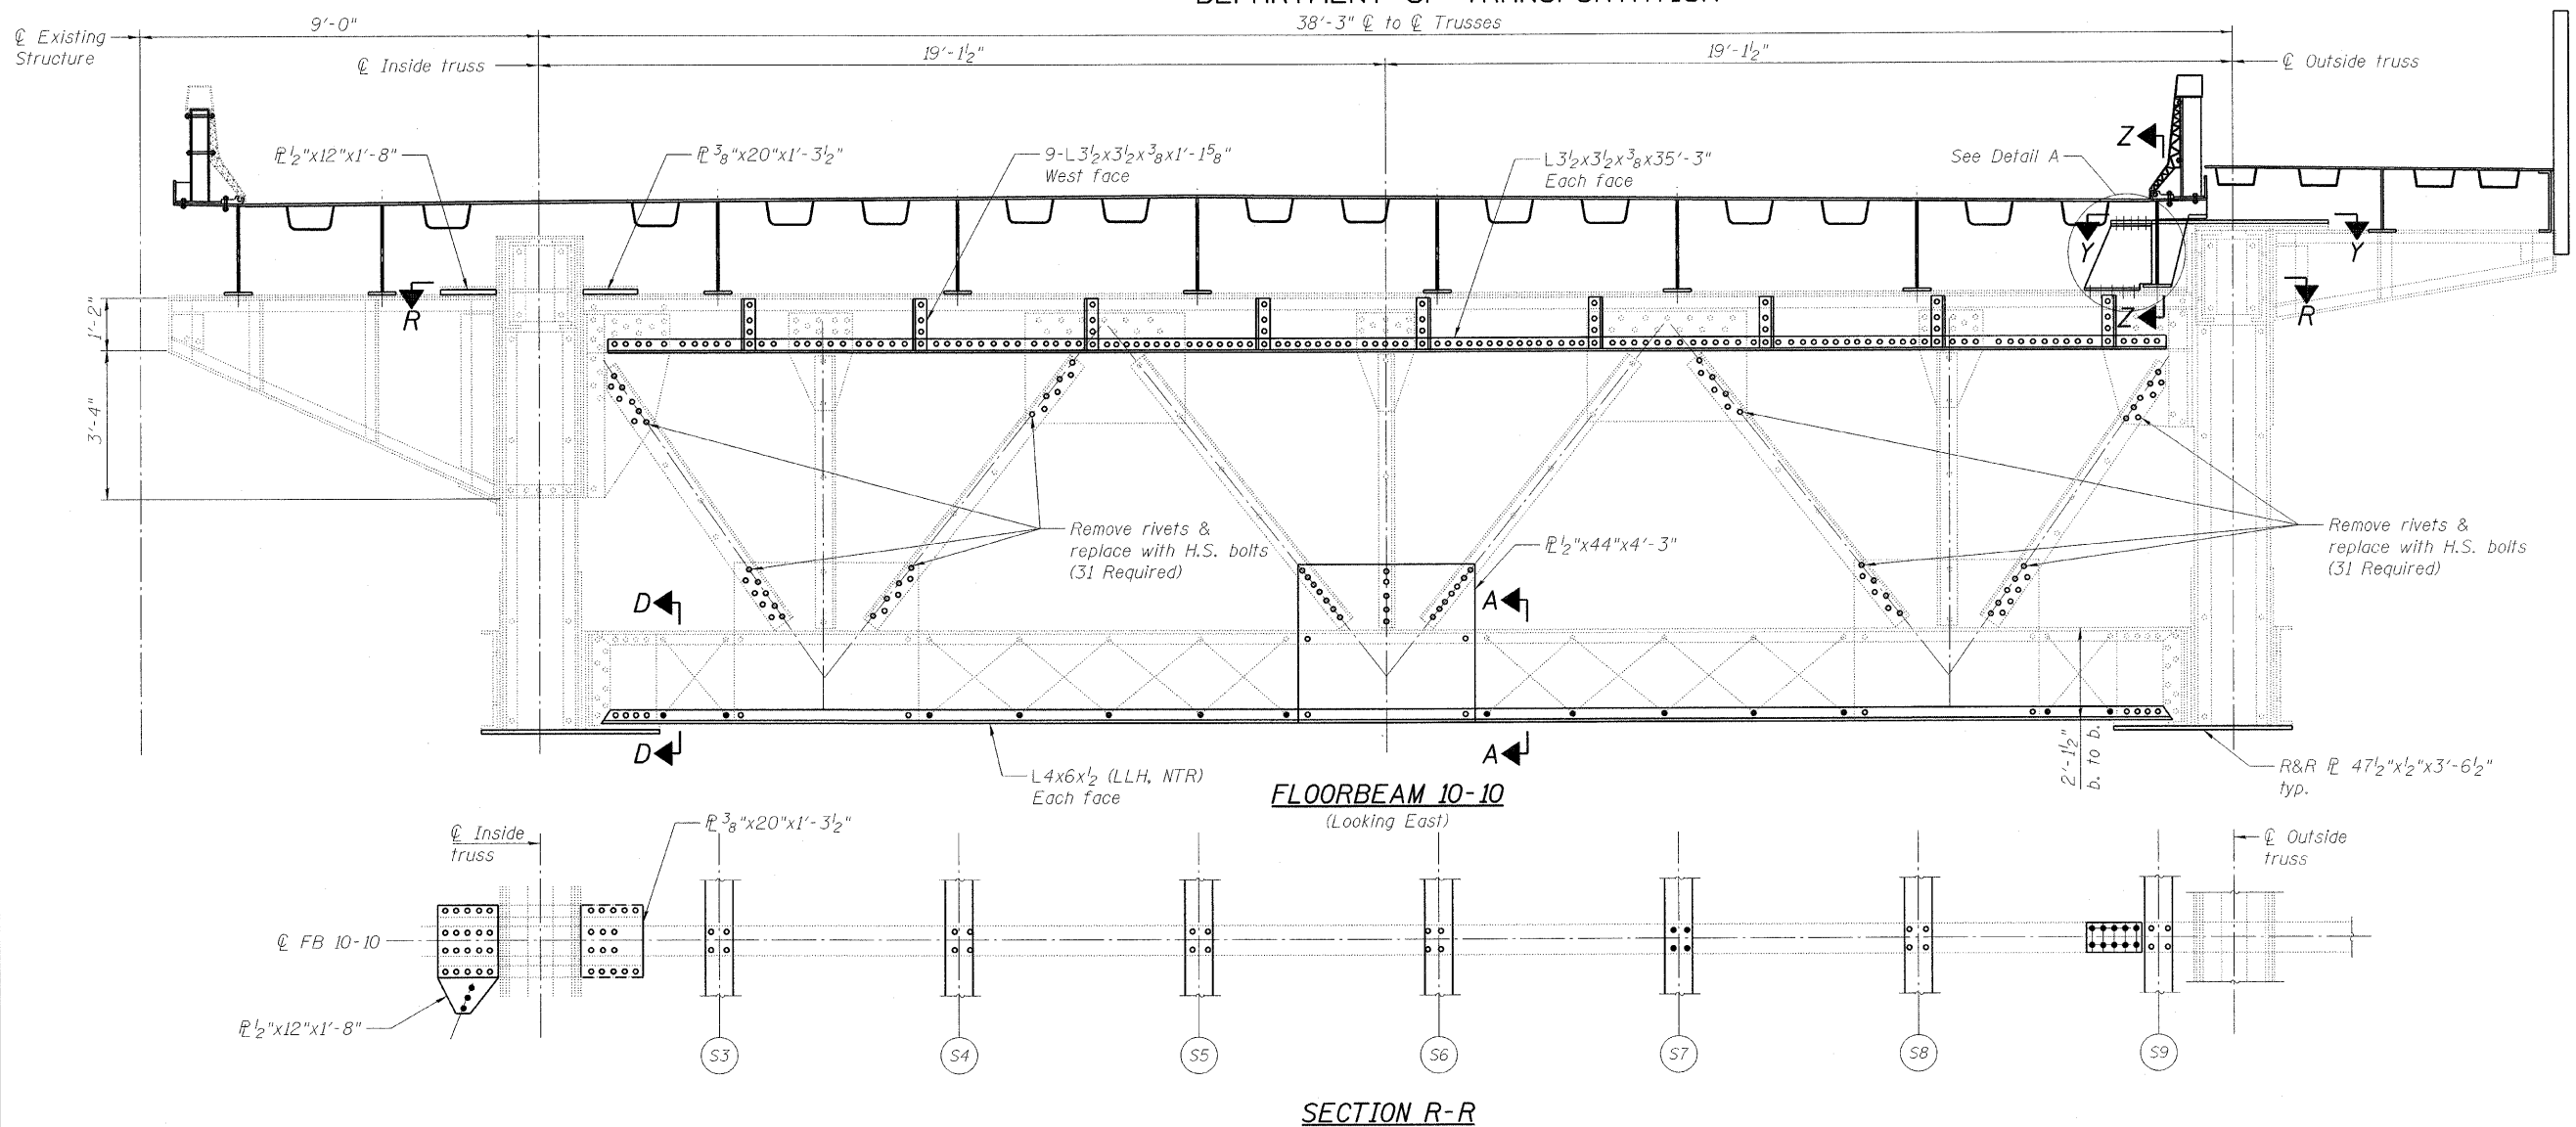 DEPARTMENT OF TRANSPORTATION
9'-0"
38'-3" ℄ to ℄ Trusses
℄ Existing
Structure
℄ Inside truss
19'-1½"
19'-1½"
℄ Outside truss
Z
℞ ½"x12"x1'-8"
℞ ⅜"x20"x1'-3½"
9-L3½x3½x⅜x1'-1⅝"
West face
L3½x3½x⅜x35'-3"
Each face
See Detail A
Y
Y
R
R
Z
1'-2"
3'-4"
Remove rivets &
replace with H.S. bolts
(31 Required)
℞ ½"x44"x4'-3"
Remove rivets &
replace with H.S. bolts
(31 Required)
D
A
D
A
L4x6x½ (LLH, NTR)
Each face
2'-1½"
b. to b.
R&R ℞ 47½"x½"x3'-6½"
typ.
FLOORBEAM 10-10
(Looking East)
℄ Inside
truss
℞ ⅜"x20"x1'-3½"
℄ Outside
truss
℄ FB 10-10
℞ ½"x12"x1'-8"
S3
S4
S5
S6
S7
S8
S9
SECTION R-R